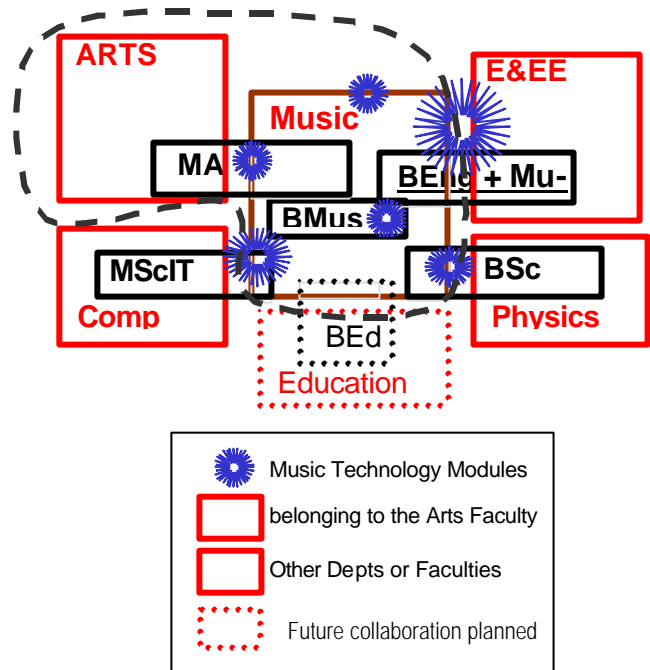 ARTS
E&EE
Music
MA
BEng + Mu-
BMus
MScIT
BSc
Comp
Physics
BEd
Education
Music Technology Modules
belonging to the Arts Faculty
Other Depts or Faculties
Future collaboration planned